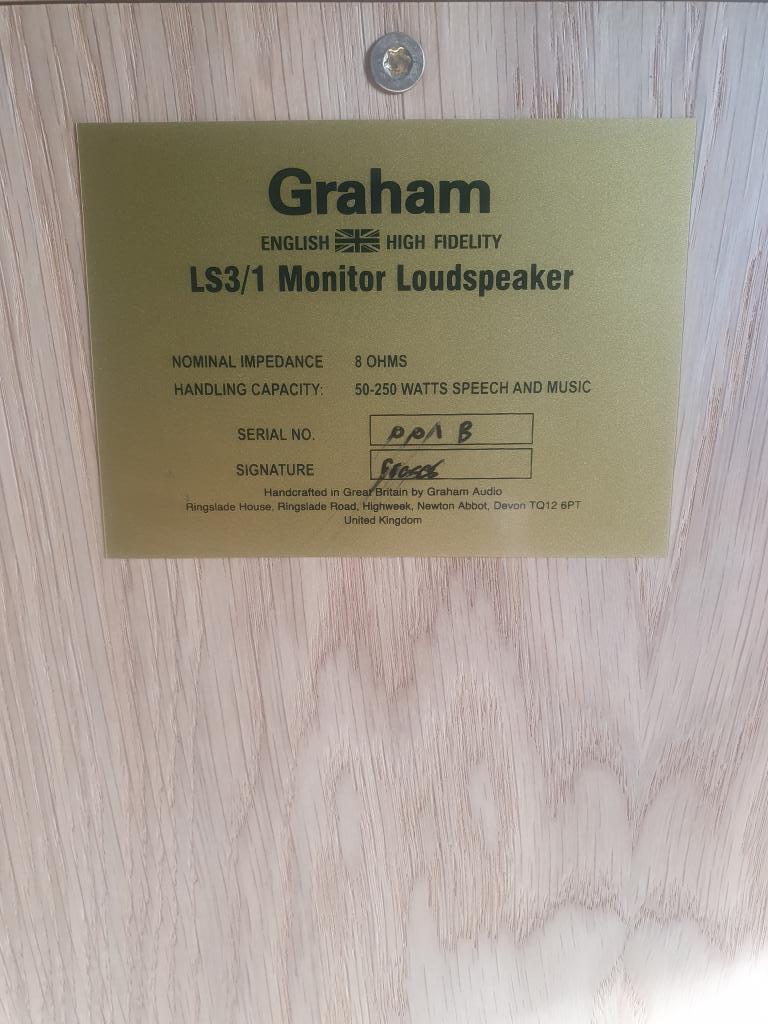 Graham
ENGLISH HIGH FIDELITY
LS3/1 Monitor Loudspeaker
NOMINAL IMPEDANCE 8 OHMS
HANDLING CAPACITY: 50-250 WATTS SPEECH AND MUSIC
SERIAL NO. B
SIGNATURE
Handcrafted in Great Britain by Graham Audio
Ringslade House, Ringslade Road, Highweek, Newton Abbot, Devon TQ12 6PT
United Kingdom